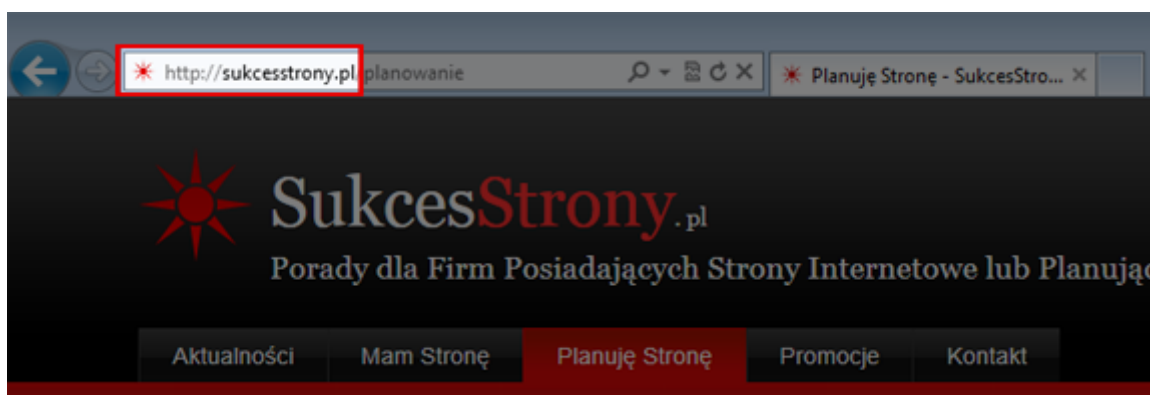 http://sukcesstrony.pl/planowanie
Planuję Stronę - SukcesStro...
SukcesStrony.pl
Porady dla Firm Posiadających Strony Internetowe lub Planując
Aktualności
Mam Stronę
Planuję Stronę
Promocje
Kontakt